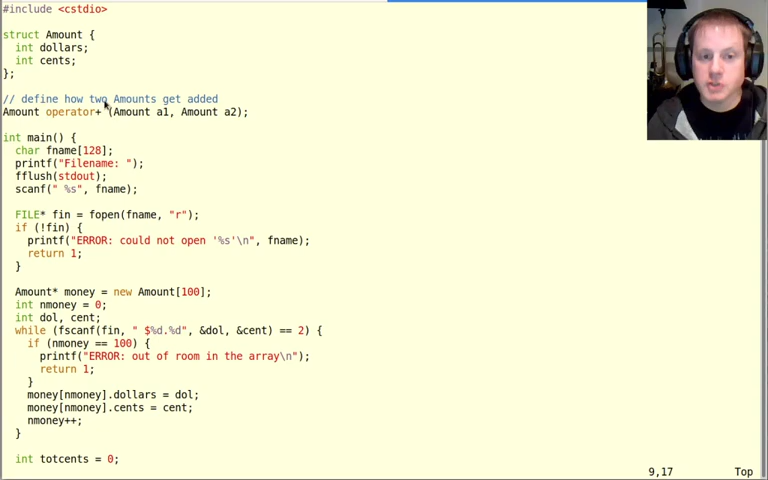 #include <cstdio>
struct Amount {
  int dollars;
  int cents;
};
// define how two Amounts get added
Amount operator+ (Amount a1, Amount a2);
int main() {
  char fname[128];
  printf("Filename: ");
  fflush(stdout);
  scanf(" %s", fname);
  FILE* fin = fopen(fname, "r");
  if (!fin) {
    printf("ERROR: could not open '%s'\n", fname);
    return 1;
  }
  Amount* money = new Amount[100];
  int nmoney = 0;
  int dol, cent;
  while (fscanf(fin, " $%d.%d", &dol, &cent) == 2) {
    if (nmoney == 100) {
      printf("ERROR: out of room in the array\n");
      return 1;
    }
    money[nmoney].dollars = dol;
    money[nmoney].cents = cent;
    nmoney++;
  }
  int totcents = 0;
9,17 Top